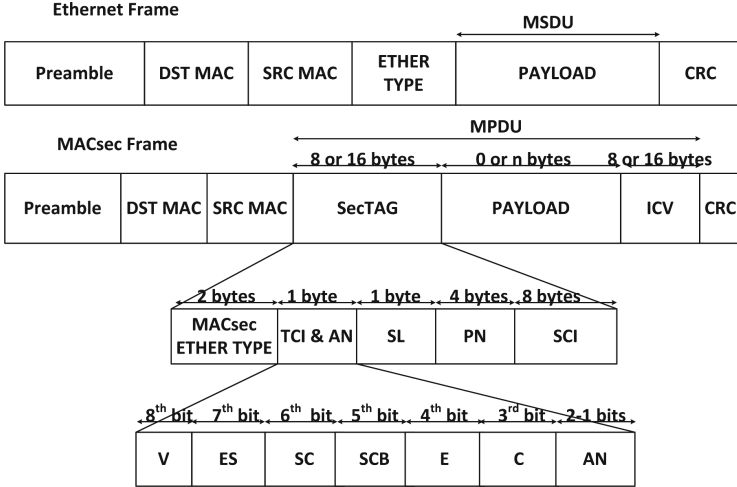 Ethernet Frame
MSDU
Preamble DST MAC SRC MAC ETHER TYPE PAYLOAD CRC
MPDU
MACsec Frame
8 or 16 bytes 0 or n bytes 8 or 16 bytes
Preamble DST MAC SRC MAC SecTAG PAYLOAD ICV CRC
2 bytes 1 byte 1 byte 4 bytes 8 bytes
MACsec ETHER TYPE TCI & AN SL PN SCI
8th bit 7th bit 6th bit 5th bit 4th bit 3rd bit 2-1 bits
V ES SC SCB E C AN